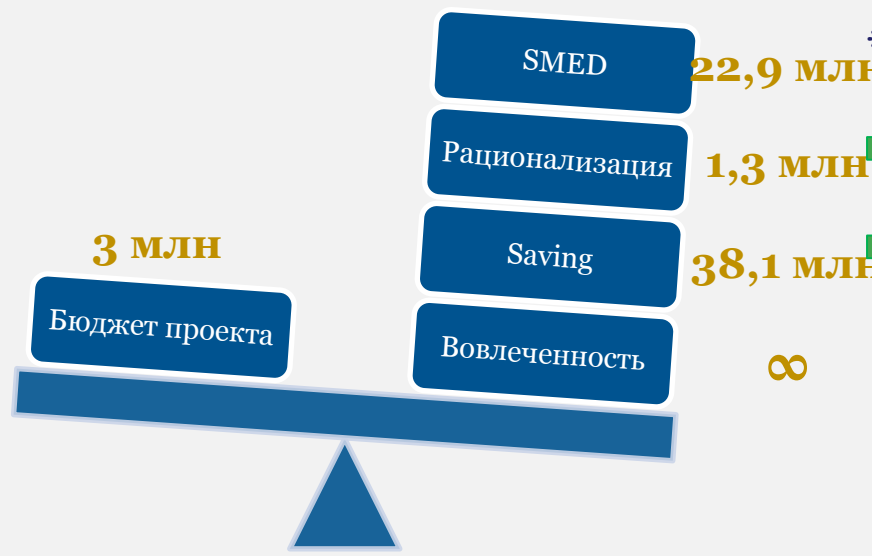 SMED
22,9 млн
Рационализация
1,3 млн
3 млн
Saving
38,1 млн
Бюджет проекта
Вовлеченность
∞